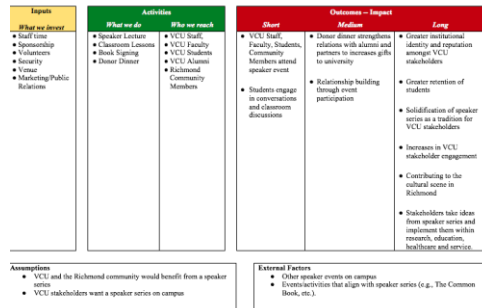 Inputs
What we invest
● Staff time
● Sponsorship
● Volunteers
● Security
● Venue
● Marketing/Public
Relations
Activities
What we do
● Speaker Lecture
● Classroom Lessons
● Book Signing
● Donor Dinner
Who we reach
● VCU Staff,
● VCU Faculty
● VCU Students
● VCU Alumni
● Richmond
Community
Members
Outcomes -- Impact
Short
● VCU Staff,
Faculty, Students,
Community
Members attend
speaker event
● Students engage
in conversations
and classroom
discussions
Medium
● Donor dinner strengthens
relations with alumni and
partners to increases gifts
to university
● Relationship building
through event
participation
Long
● Greater institutional
identity and reputation
amongst VCU
stakeholders
● Greater retention of
students
● Solidification of speaker
series as a tradition for
VCU stakeholders
● Increases in VCU
stakeholder engagement
● Contributing to the
cultural scene in
Richmond
● Stakeholders take ideas
from speaker series and
implement them within
research, education,
healthcare and service.
Assumptions
● VCU and the Richmond community would benefit from a speaker
series
● VCU stakeholders want a speaker series on campus
External Factors
● Other speaker events on campus
● Events/activities that align with speaker series (e.g., The Common
Book, etc.).